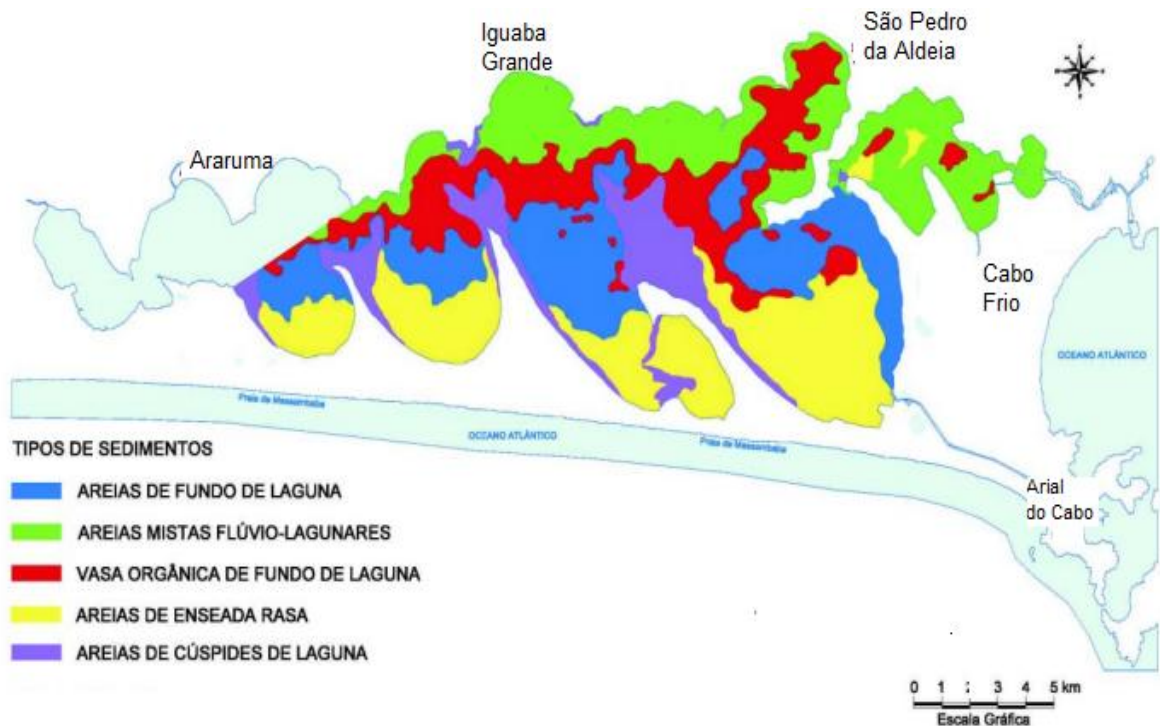 São Pedro
da Aldeia
Iguaba
Grande
Araruma
Cabo
Frio
OCEANO ATLÂNTICO
Praia de Massambaba
OCEANO ATLÂNTICO
Praia de Massambaba
Arial
do Cabo
TIPOS DE SEDIMENTOS
AREIAS DE FUNDO DE LAGUNA
AREIAS MISTAS FLÚVIO-LAGUNARES
VASA ORGÂNICA DE FUNDO DE LAGUNA
AREIAS DE ENSEADA RASA
AREIAS DE CÚSPIDES DE LAGUNA
0 1 2 3 4 5 km
Escala Gráfica